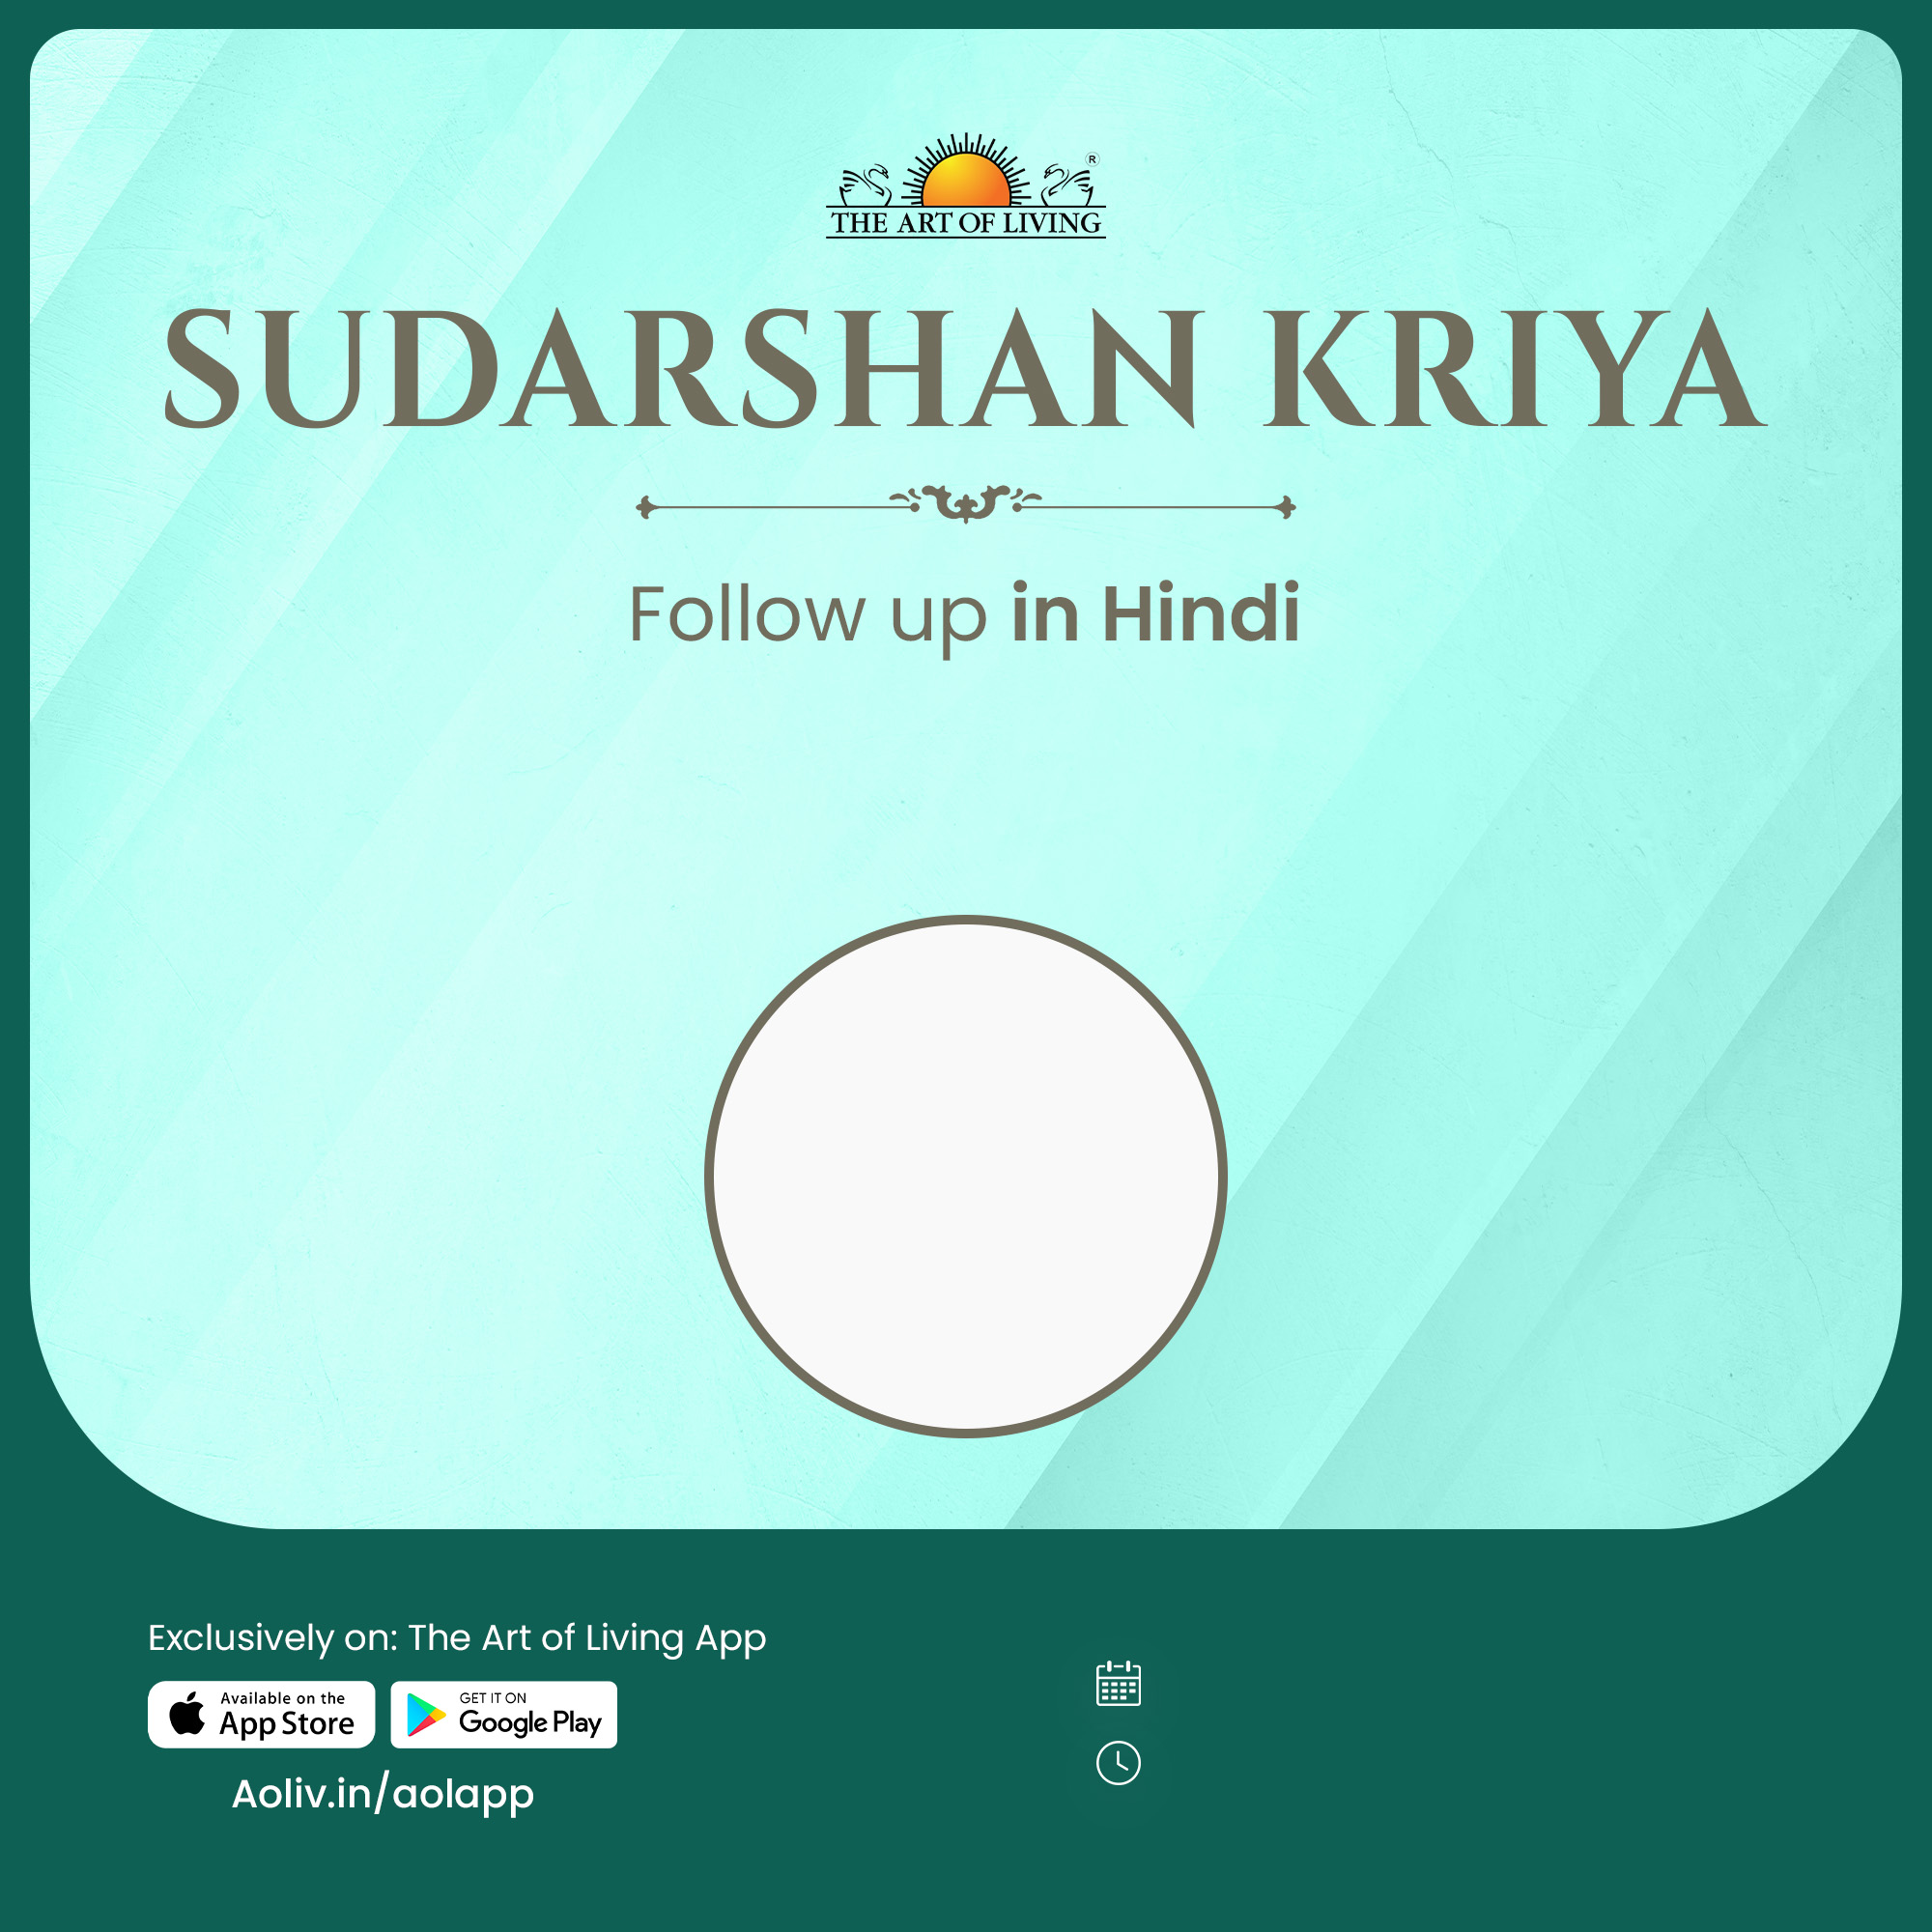 ®
THE ART OF LIVING
SUDARSHAN KRIYA
Follow up in Hindi
Exclusively on: The Art of Living App
Available on the
App Store
GET IT ON
Google Play
Aoliv.in/aolapp